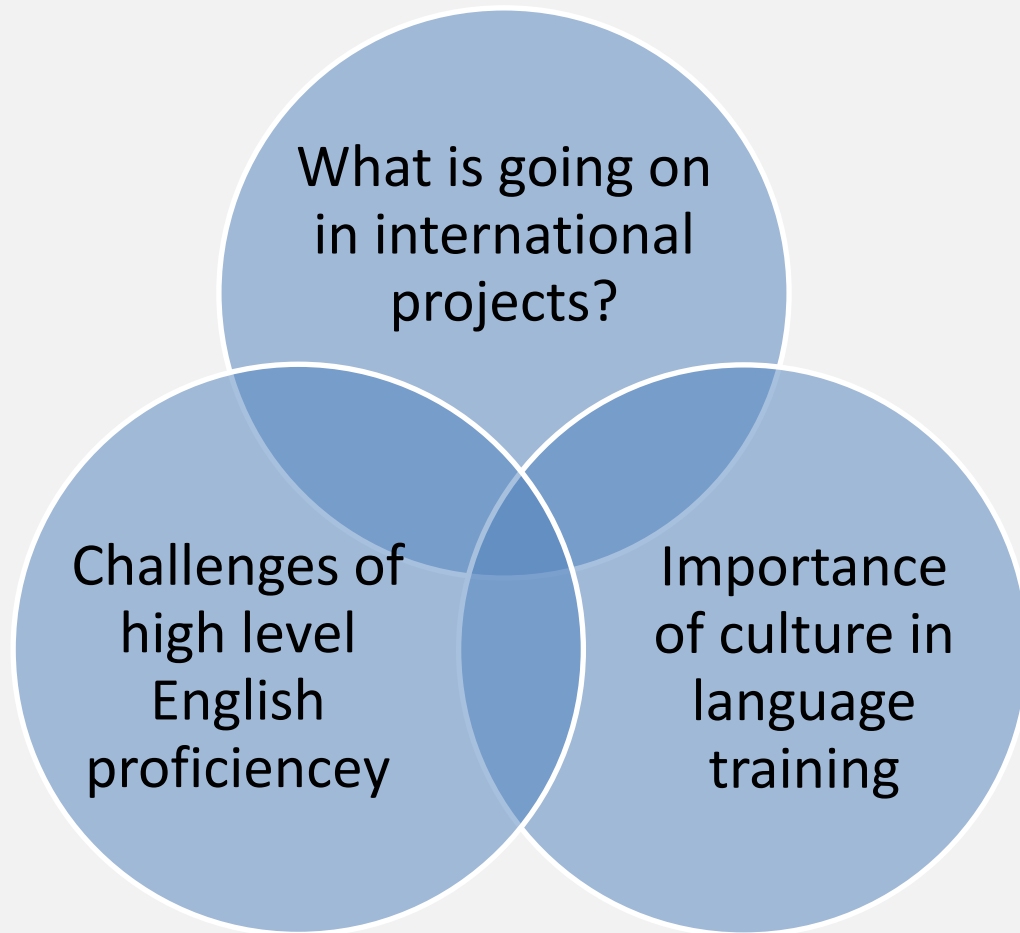 What is going on
in international
projects?
Challenges of
high level
English
proficiencey
Importance
of culture in
language
training